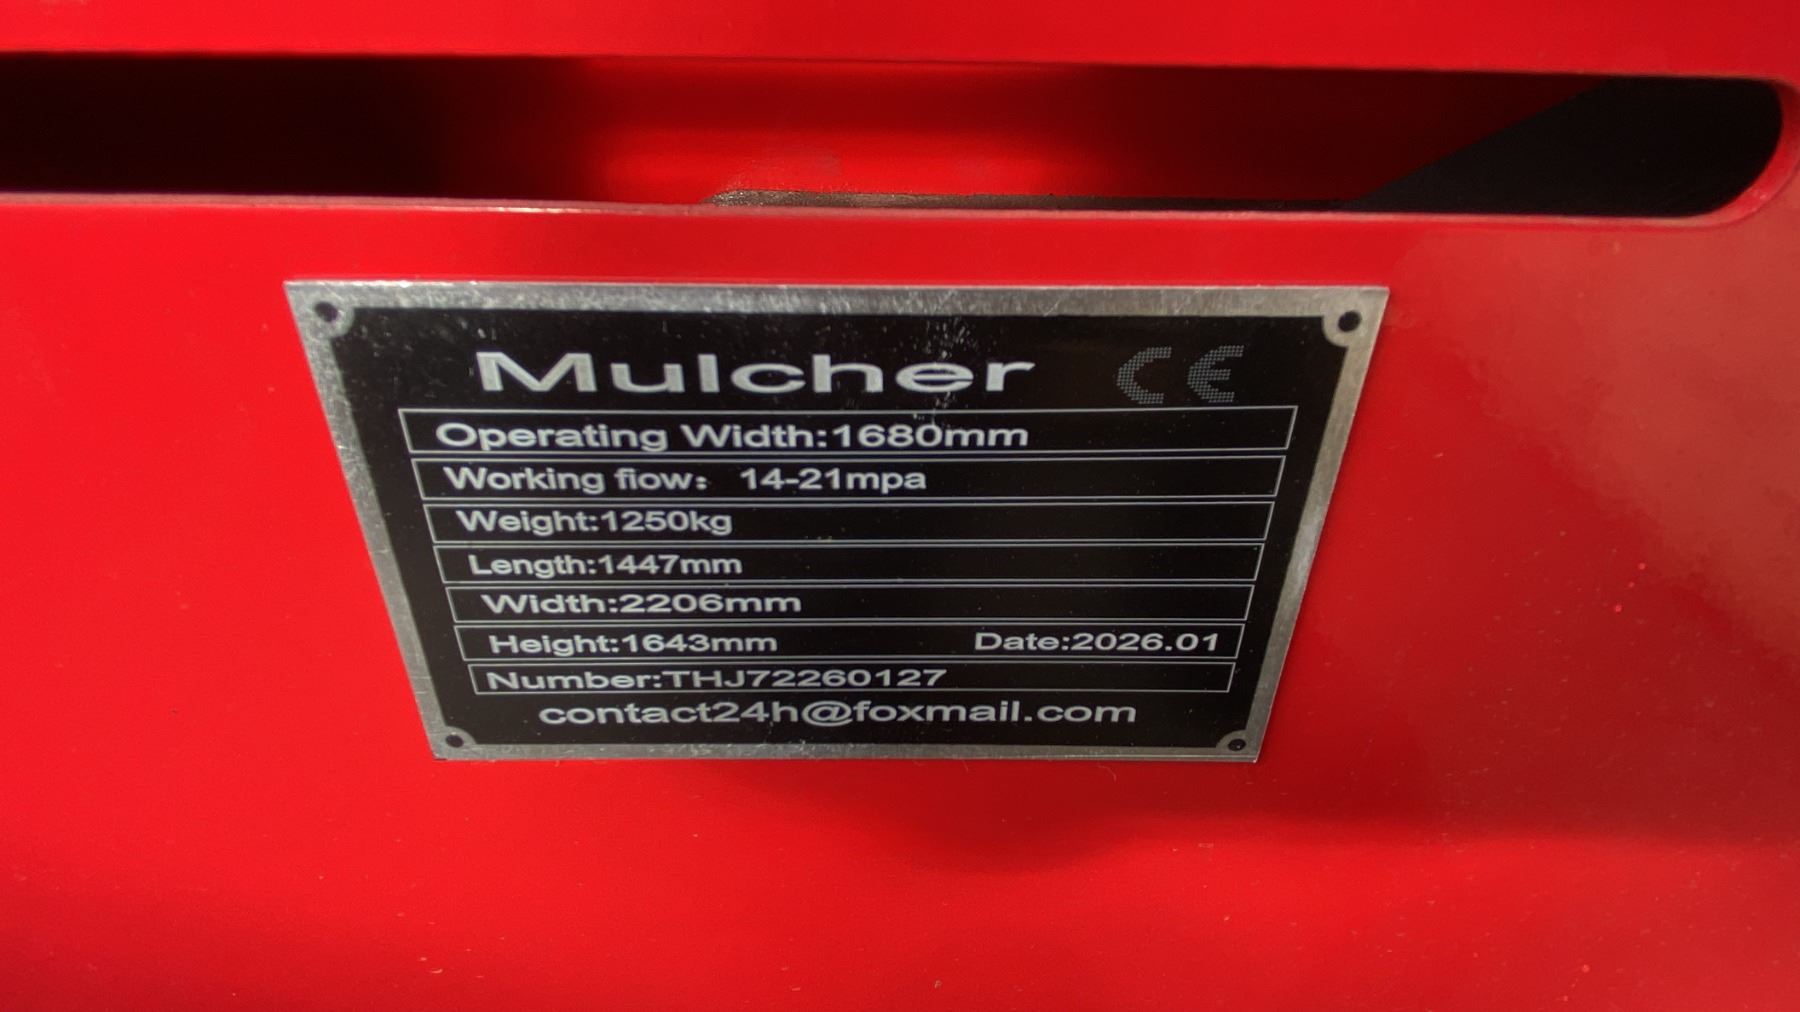 Mulcher CE
Operating Width:1680mm
Working flow: 14-21mpa
Weight:1250kg
Length:1447mm
Width:2206mm
Height:1643mm Date:2026.01
Number:THJ72260127
contact24h@foxmail.com